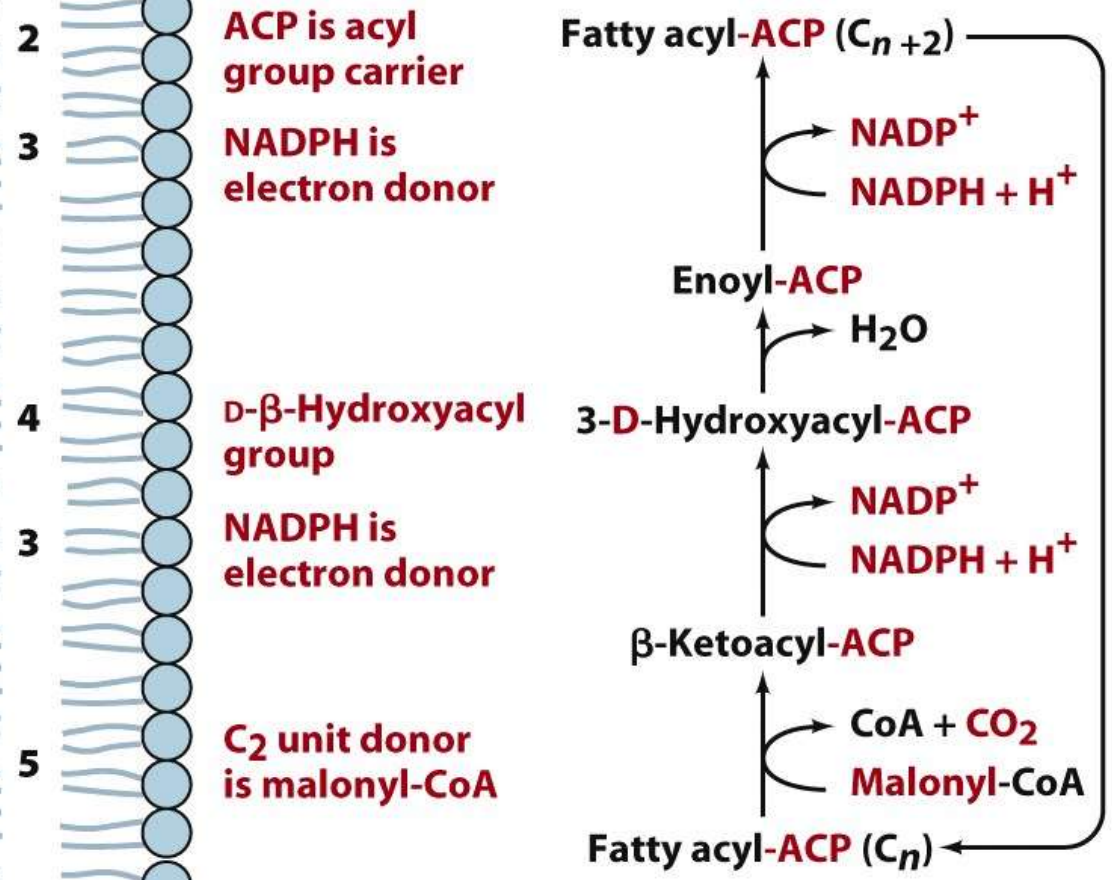 2
ACP is acyl
group carrier
3
NADPH is
electron donor
4
D-β-Hydroxyacyl
group
3
NADPH is
electron donor
5
C2 unit donor
is malonyl-CoA
Fatty acyl-ACP (Cn +2)
NADP+
NADPH + H+
Enoyl-ACP
H2O
3-D-Hydroxyacyl-ACP
NADP+
NADPH + H+
β-Ketoacyl-ACP
CoA + CO2
Malonyl-CoA
Fatty acyl-ACP (Cn)